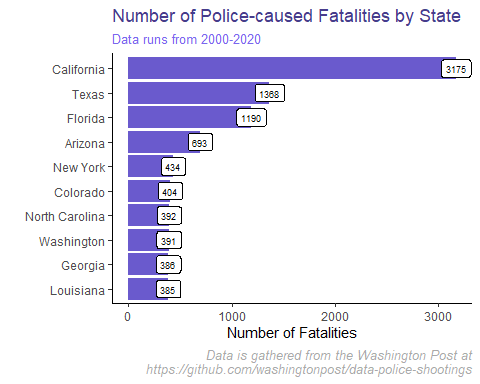 Number of Police-caused Fatalities by State
Data runs from 2000-2020
California 3175
Texas 1368
Florida 1190
Arizona 693
New York 434
Colorado 404
North Carolina 392
Washington 391
Georgia 386
Louisiana 385
0 1000 2000 3000
Number of Fatalities
Data is gathered from the Washington Post at
https://github.com/washingtonpost/data-police-shootings